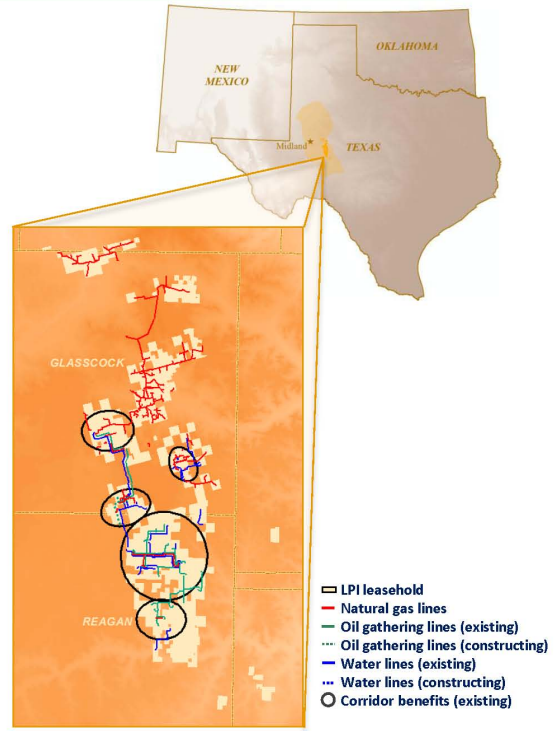 OKLAHOMA
NEW
MEXICO
Midland
TEXAS
GLASSCOCK
REAGAN
LPI leasehold
Natural gas lines
Oil gathering lines (existing)
Oil gathering lines (constructing)
Water lines (existing)
Water lines (constructing)
Corridor benefits (existing)